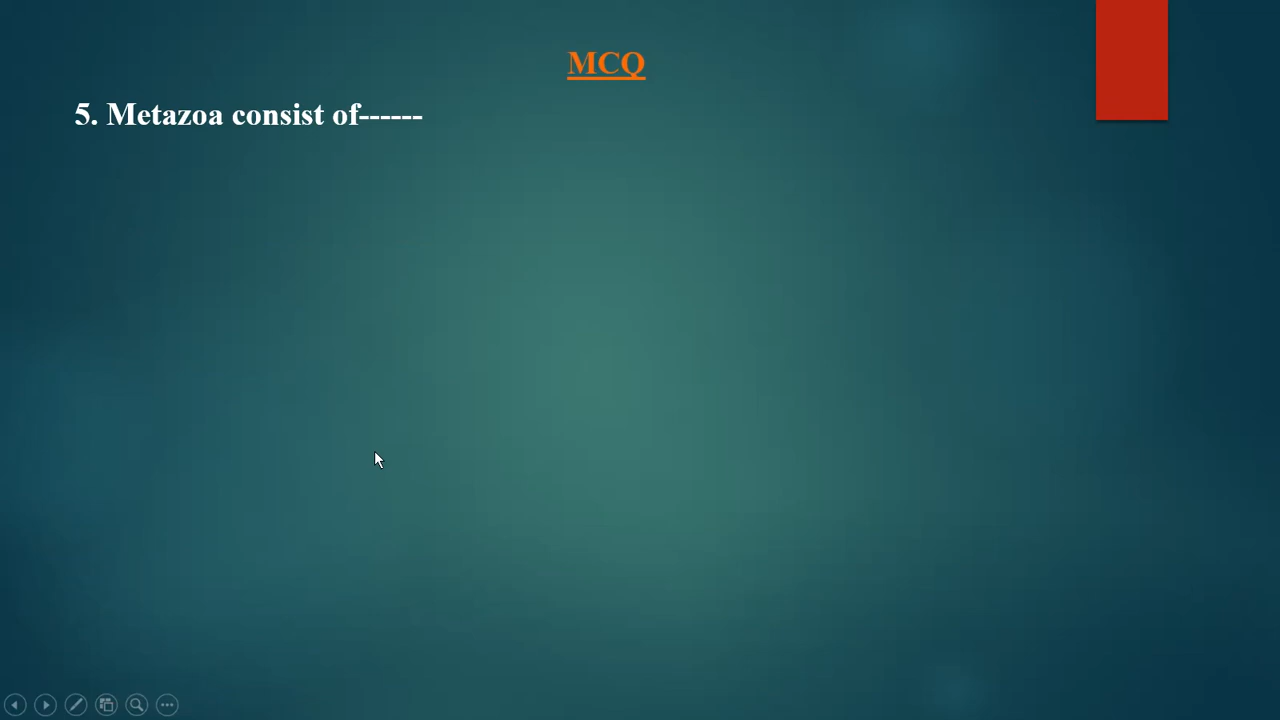 MCQ
5. Metazoa consist of------